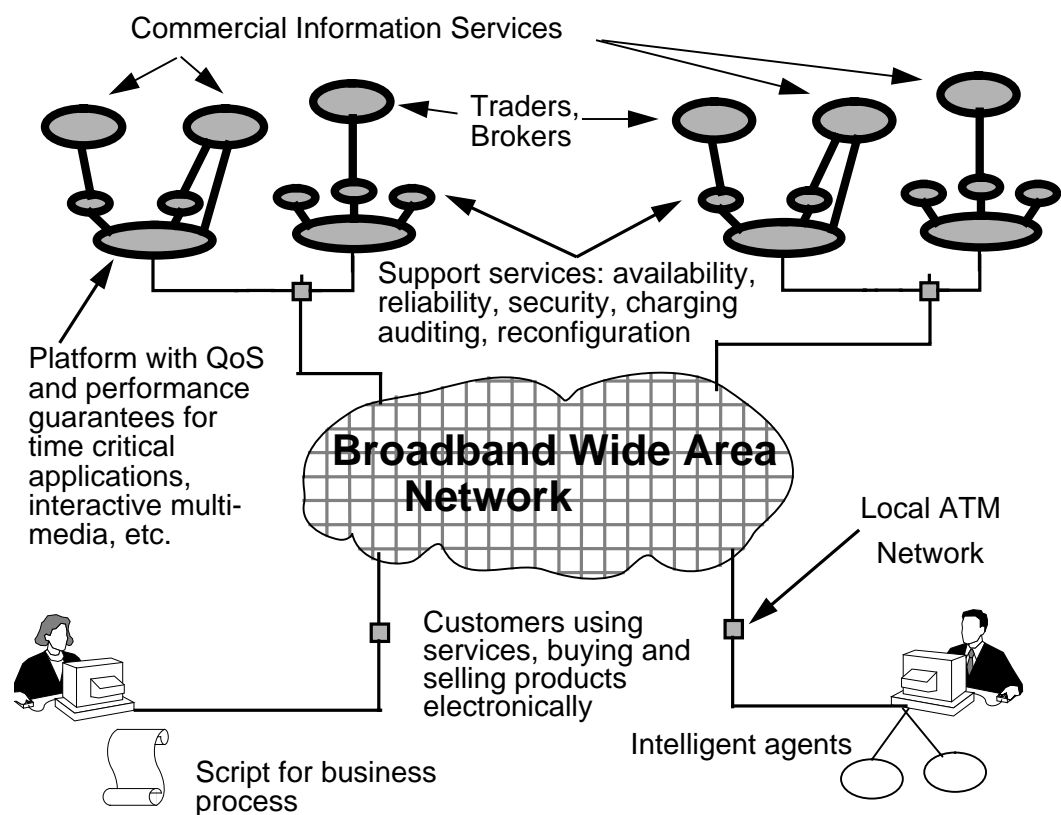 Commercial Information Services
Traders,
Brokers
Support services: availability,
reliability, security, charging
auditing, reconfiguration
Platform with QoS
and performance
guarantees for
time critical
applications,
interactive multi-
media, etc.
Broadband Wide Area
Network
Local ATM
Network
Customers using
services, buying and
selling products
electronically
Intelligent agents
Script for business
process